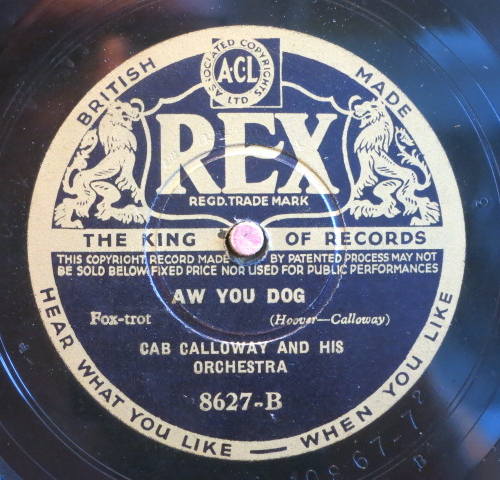 ASSOCIATED COPYRIGHTS
ACL
LTD
BRITISH MADE
REX
REGD. TRADE MARK
THE KING OF RECORDS
THIS COPYRIGHT RECORD MADE BY PATENTED PROCESS MAY NOT
BE SOLD BELOW FIXED PRICE NOR USED FOR PUBLIC PERFORMANCES
AW YOU DOG
Fox-trot (Hoover—Calloway)
CAB CALLOWAY AND HIS
ORCHESTRA
8627-B
HEAR WHAT YOU LIKE — WHEN YOU LIKE
B